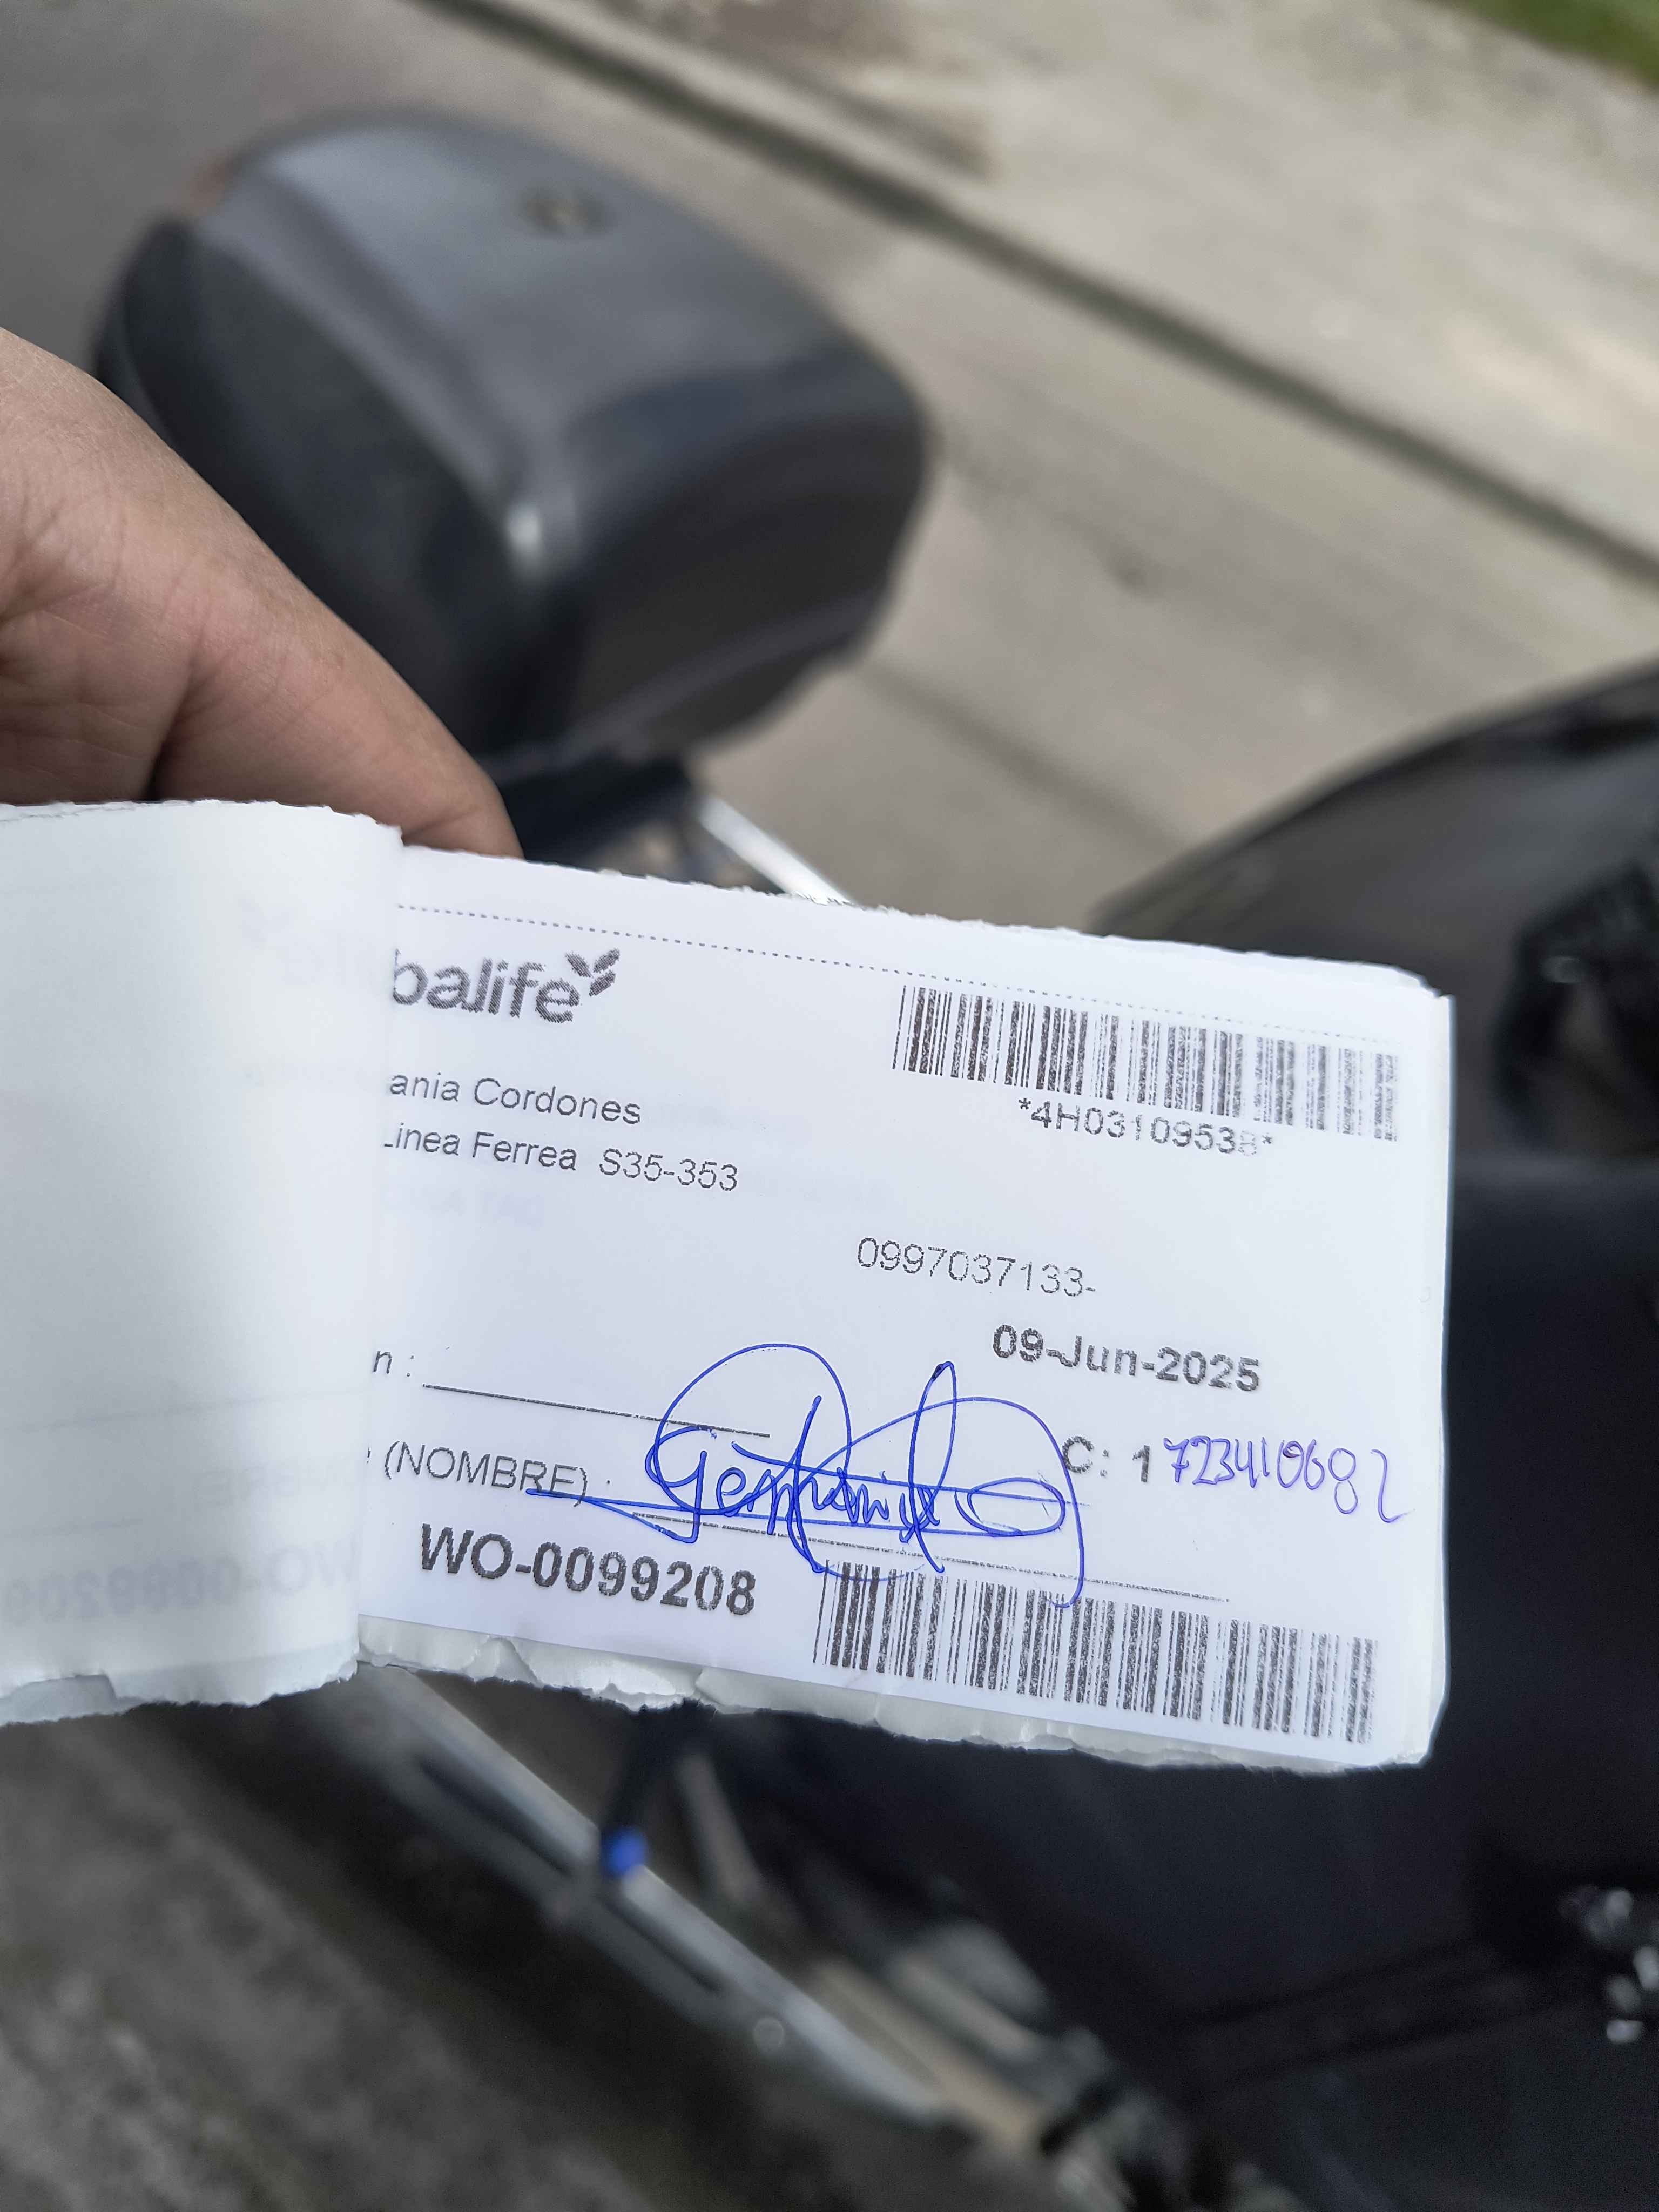 balife
*4H03109538*
ania Cordones
Linea Ferrea S35-353
0997037133-
09-Jun-2025
n :
C: 1723410682
(NOMBRE) :
WO-0099208